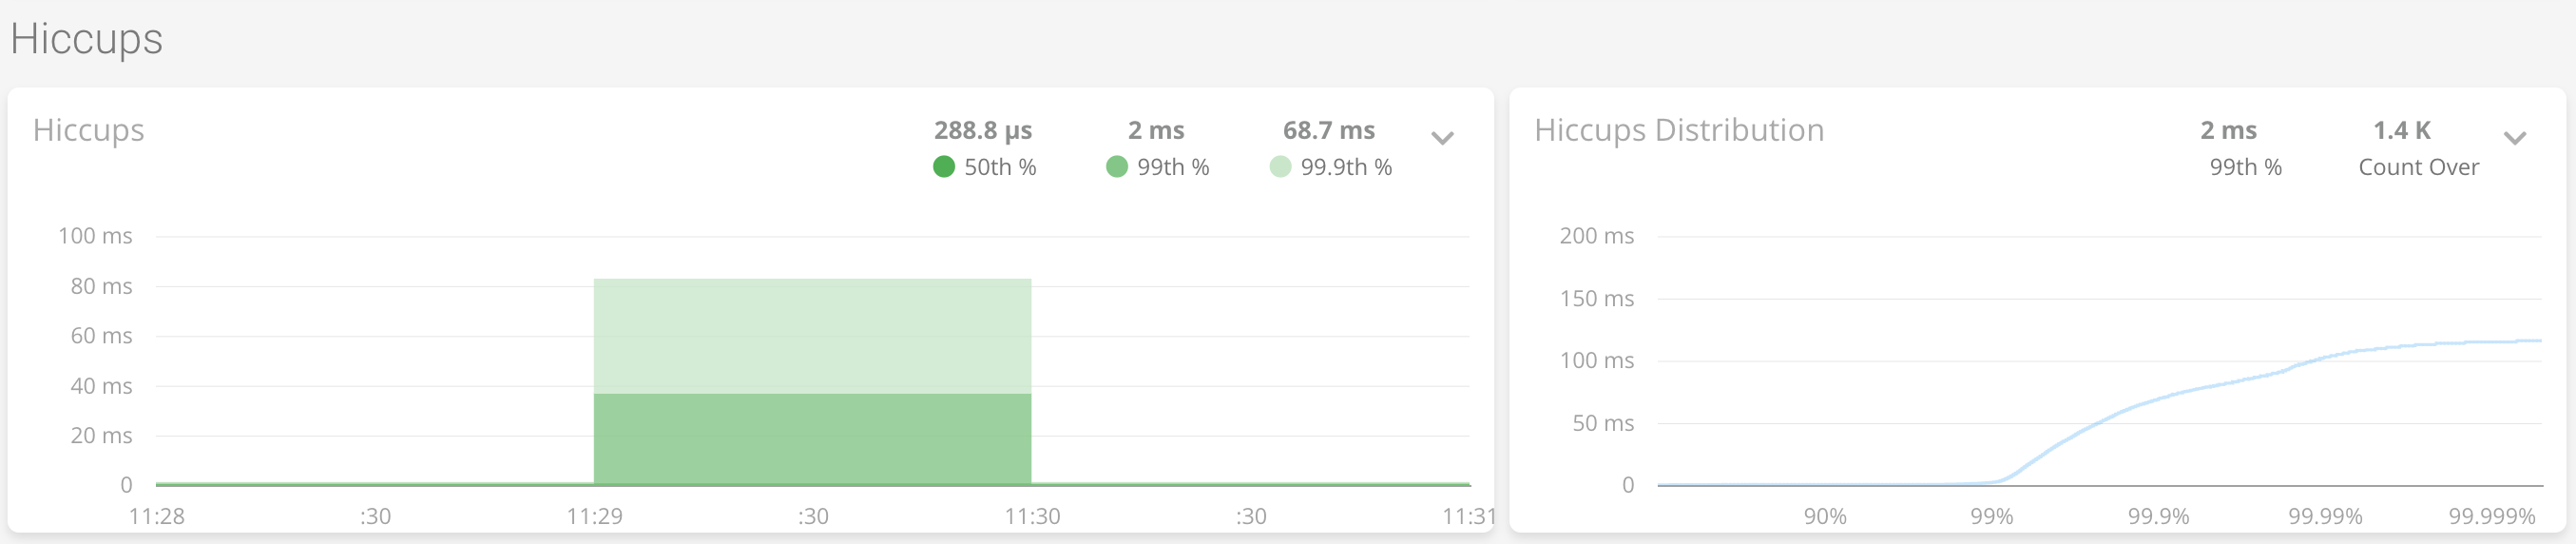 Hiccups
Hiccups
288.8 µs
2 ms
68.7 ms
50th %
99th %
99.9th %
100 ms
80 ms
60 ms
40 ms
20 ms
0
11:28
:30
11:29
:30
11:30
:30
11:31
Hiccups Distribution
2 ms
1.4 K
99th %
Count Over
200 ms
150 ms
100 ms
50 ms
0
90%
99%
99.9%
99.99%
99.999%